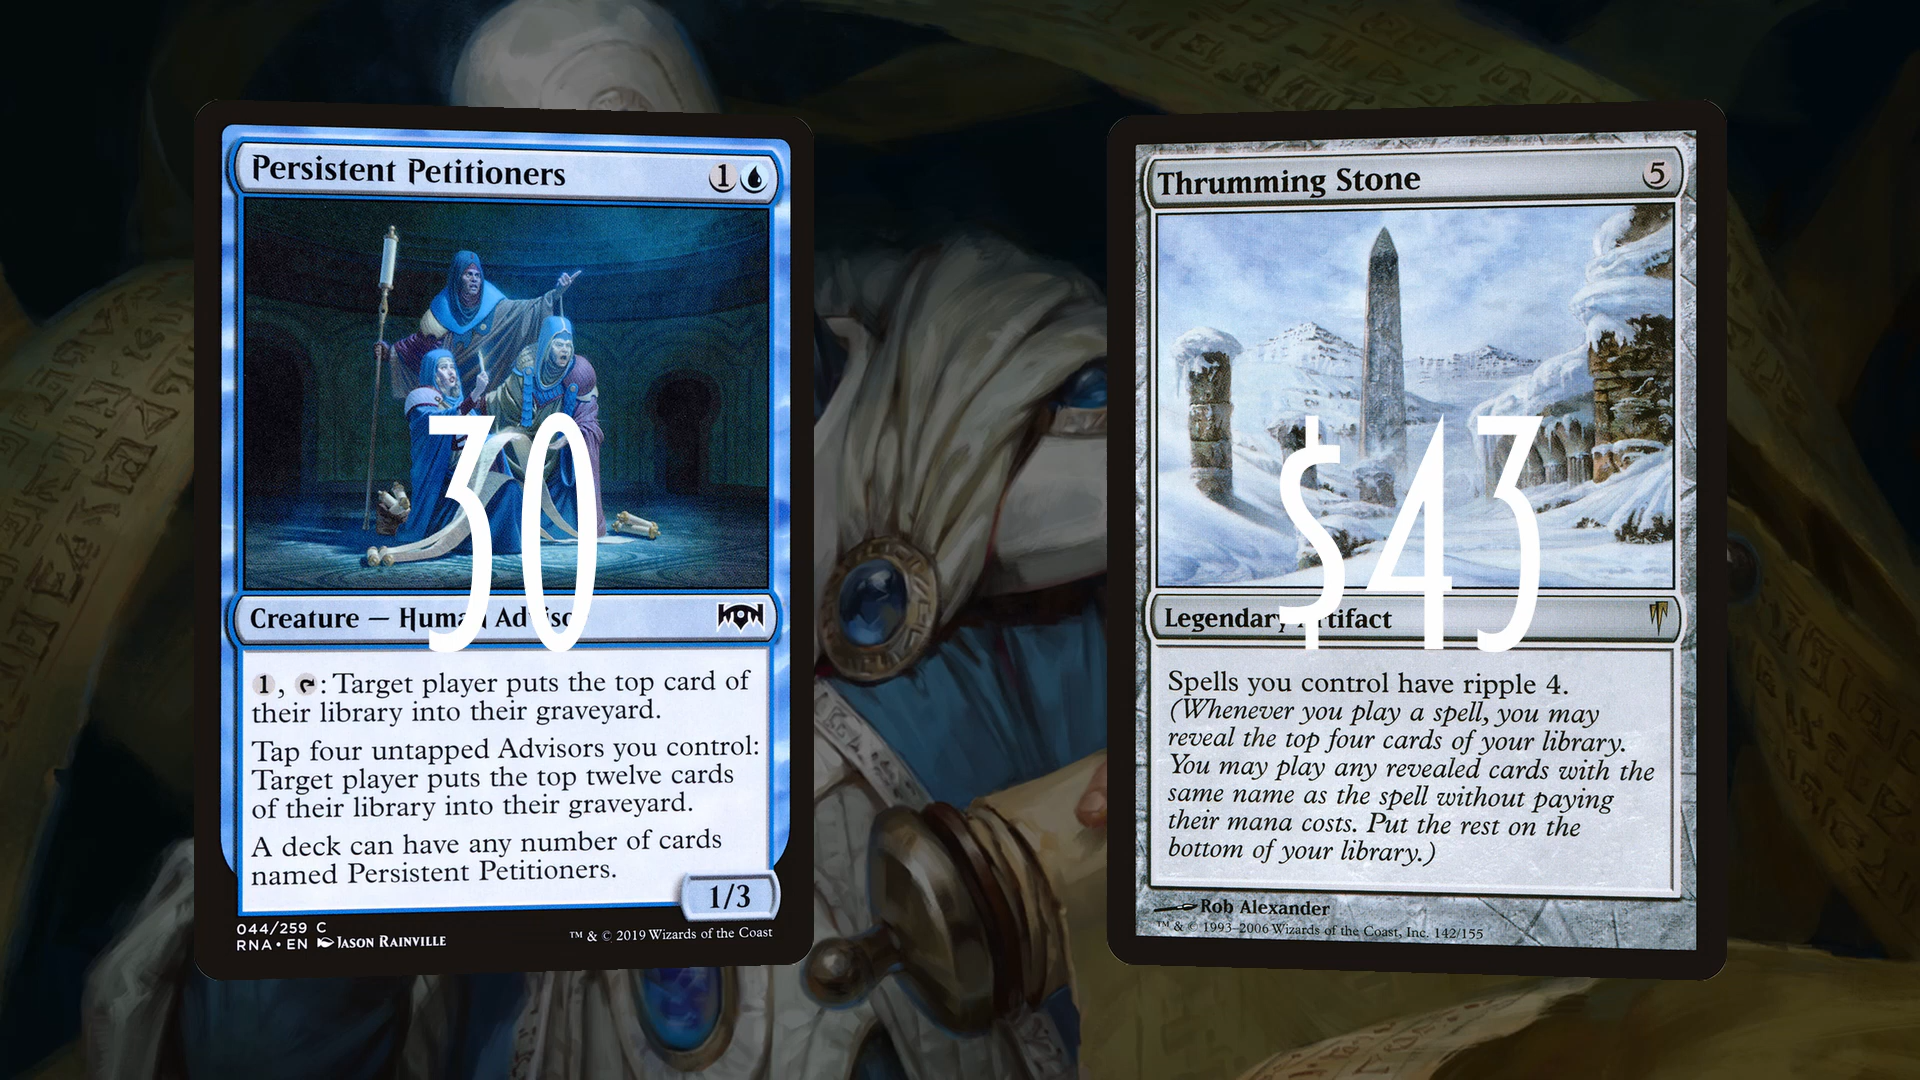 Persistent Petitioners 1
30
Creature — Human Advisor
1, : Target player puts the top card of
their library into their graveyard.
Tap four untapped Advisors you control:
Target player puts the top twelve cards
of their library into their graveyard.
A deck can have any number of cards
named Persistent Petitioners.
1/3
044/259 C
RNA • EN Jason Rainville
™ & © 2019 Wizards of the Coast
Thrumming Stone 5
$43
Legendary Artifact
Spells you control have ripple 4.
(Whenever you play a spell, you may
reveal the top four cards of your library.
You may play any revealed cards with the
same name as the spell without paying
their mana costs. Put the rest on the
bottom of your library.)
Rob Alexander
™ & © 1993–2006 Wizards of the Coast, Inc. 142/155